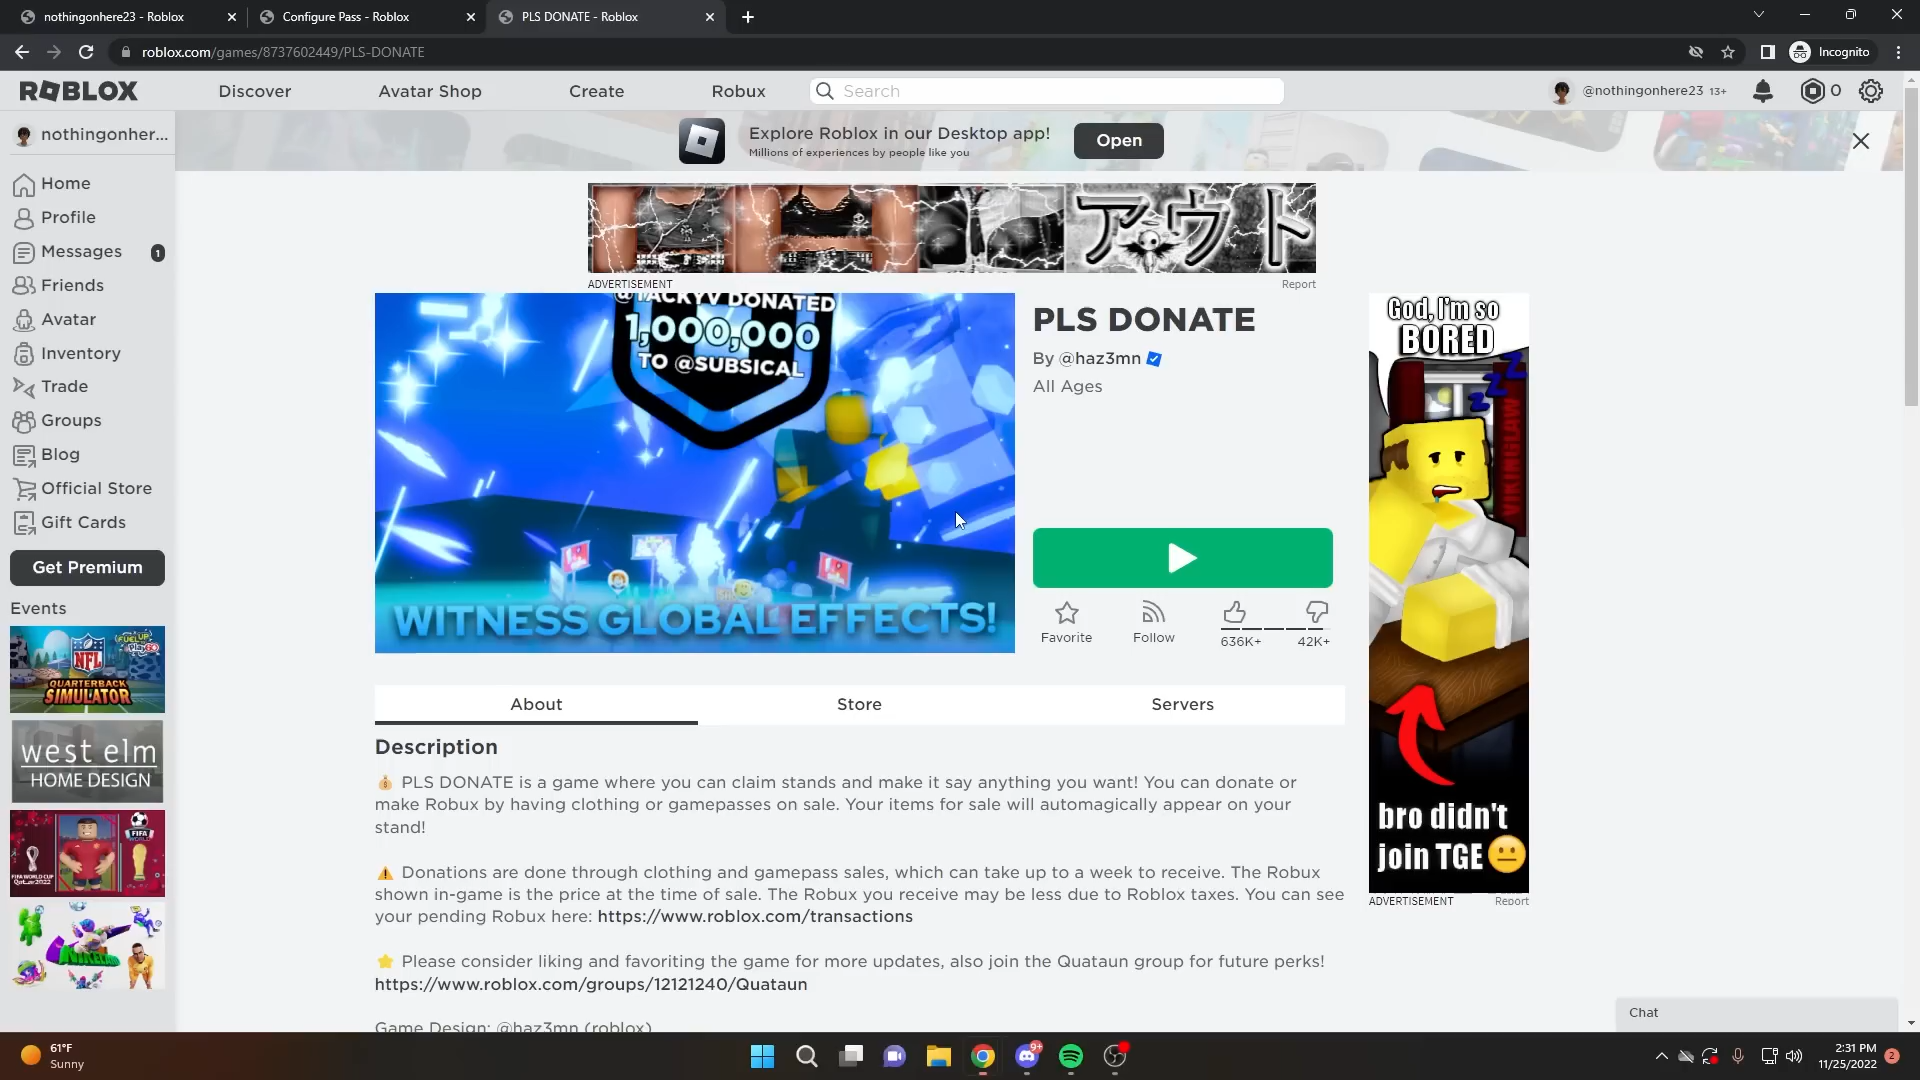 nothingonhere23 - Roblox
Configure Pass - Roblox
PLS DONATE - Roblox
roblox.com/games/8737602449/PLS-DONATE
Incognito
ROBLOX
Discover
Avatar Shop
Create
Robux
Search
@nothingonhere23 13+
0
nothingonher...
Explore Roblox in our Desktop app!
Millions of experiences by people like you
Open
Home
Profile
Messages 1
Friends
Avatar
Inventory
Trade
Groups
Blog
Official Store
Gift Cards
Get Premium
Events
NFL
QUARTERBACK
SIMULATOR
west elm
HOME DESIGN
アウト
ADVERTISEMENT
Report
@TACKYV DONATED
1,000,000
TO @SUBSICAL
WITNESS GLOBAL EFFECTS!
PLS DONATE
By @haz3mn
All Ages
Favorite
Follow
636K+
42K+
God, I'm so
BORED
zzz
VIKINGLAW
bro didn't
join TGE
ADVERTISEMENT
Report
About
Store
Servers
Description
💰 PLS DONATE is a game where you can claim stands and make it say anything you want! You can donate or
make Robux by having clothing or gamepasses on sale. Your items for sale will automagically appear on your
stand!
⚠️ Donations are done through clothing and gamepass sales, which can take up to a week to receive. The Robux
shown in-game is the price at the time of sale. The Robux you receive may be less due to Roblox taxes. You can see
your pending Robux here: https://www.roblox.com/transactions
⭐ Please consider liking and favoriting the game for more updates, also join the Quataun group for future perks!
https://www.roblox.com/groups/12121240/Quataun
Game Design: @haz3mn (roblox)
Chat
61°F
Sunny
9+
2:31 PM
11/25/2022
2